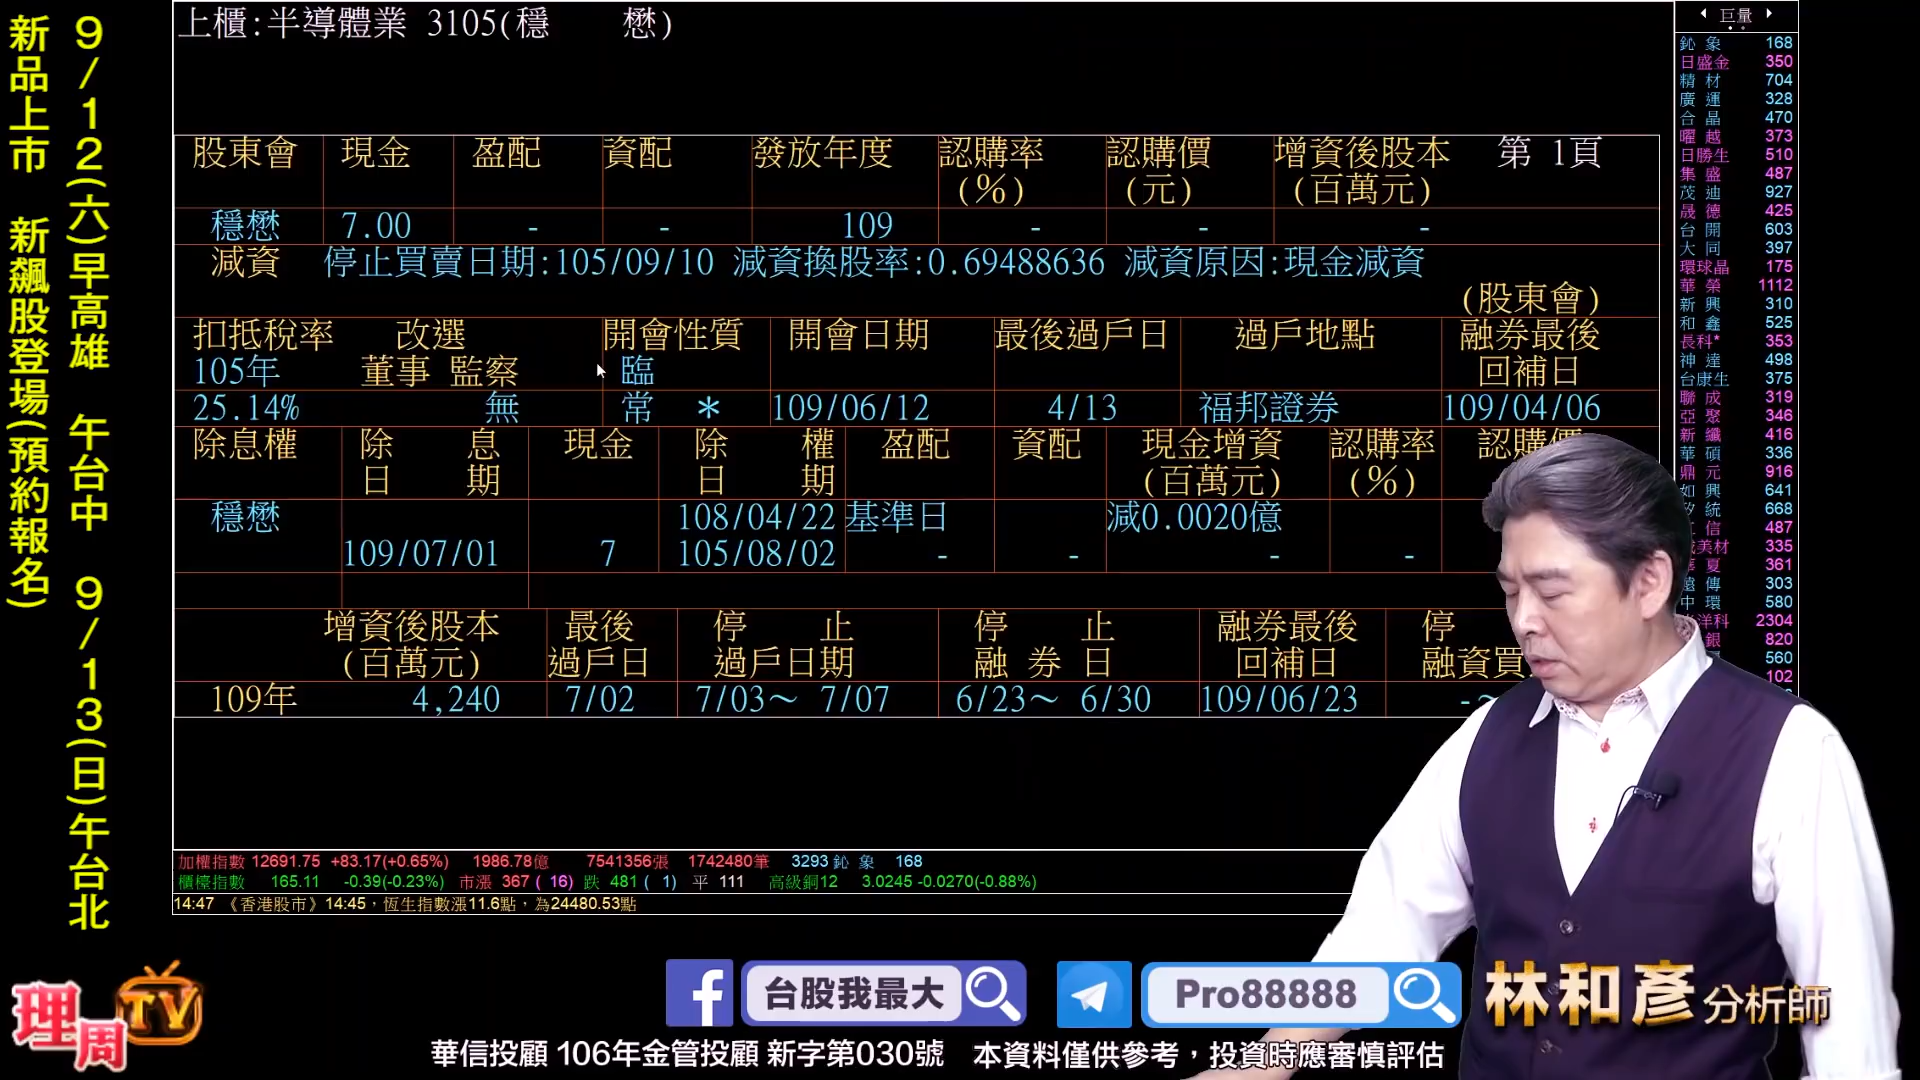 新品上市 新飆股登場(預約報名)
9/12(六)早高雄 午台中 9/13(日)午台北
上櫃:半導體業 3105(穩 懋)
股東會 現金 盈配 資配 發放年度 認購率(%) 認購價(元) 增資後股本(百萬元) 第 1頁
穩懋 7.00 - - 109 - - -
減資 停止買賣日期:105/09/10 減資換股率:0.69488636 減資原因:現金減資
(股東會)
扣抵稅率 改選 開會性質 開會日期 最後過戶日 過戶地點 融券最後
105年 董事 監察 臨 回補日
25.14% 無 常 * 109/06/12 4/13 福邦證券 109/04/06
除息權 除 息 現金 除 權 盈配 資配 現金增資 認購率 認購價
日 期 日 期 (百萬元) (%)
穩懋 108/04/22 基準日 減0.0020億
109/07/01 7 105/08/02 - - - -
增資後股本 最後 停 止 停 止 融券最後 停
(百萬元) 過戶日 過戶日期 融 券 日 回補日 融資買
109年 4,240 7/02 7/03～ 7/07 6/23～ 6/30 109/06/23 -～
巨量
鈊象 168
日盛金 350
精材 704
廣運 328
合晶 470
曜越 373
日勝生 510
集盛 487
茂迪 927
晟德 425
台開 603
大同 397
環球晶 175
華榮 1112
新興 310
和鑫 525
長科* 353
神達 498
台康生 375
聯成 319
亞聚 346
新纖 416
華碩 336
鼎元 916
如興 641
統 668
信 487
美材 335
夏 361
遠傳 303
中環 580
洋科 2304
銀 820
560
102
加權指數 12691.75 +83.17(+0.65%) 1986.78億 7541356張 1742480筆 3293 鈊象 168
櫃檯指數 165.11 -0.39(-0.23%) 市漲 367 ( 16) 跌 481 ( 1) 平 111 高級銅12 3.0245 -0.0270(-0.88%)
14:47 《香港股市》14:45，恆生指數漲11.6點，為24480.53點
理周TV
f 台股我最大
Pro88888
林和彥 分析師
華信投顧 106年金管投顧 新字第030號 本資料僅供參考，投資時應審慎評估